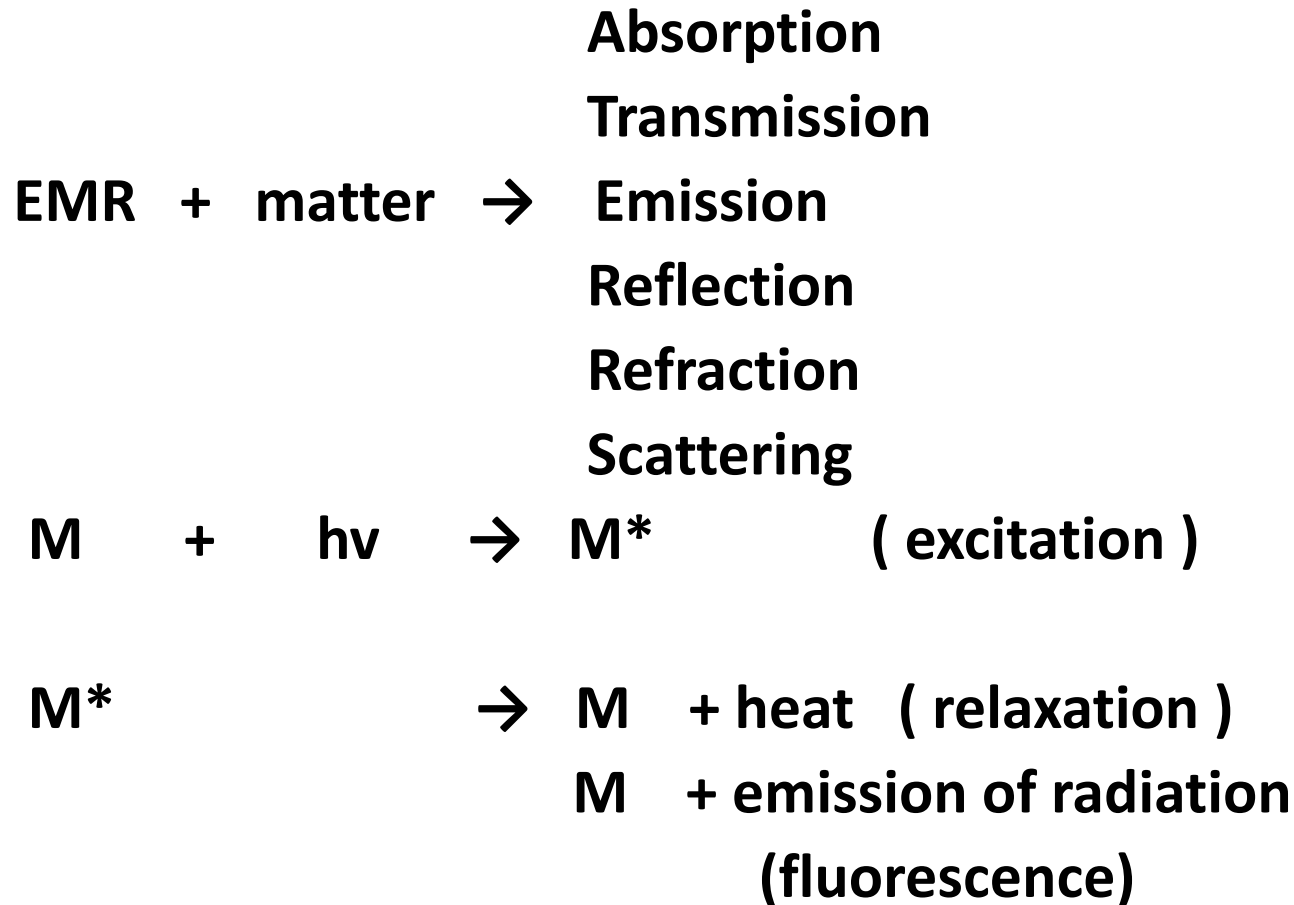 Absorption
Transmission
EMR + matter → Emission
Reflection
Refraction
Scattering
M + hv → M* ( excitation )
M* → M + heat ( relaxation )
M + emission of radiation
(fluorescence)